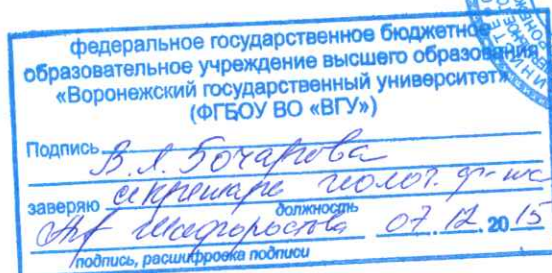 федеральное государственное бюджетное
образовательное учреждение высшего образования
«Воронежский государственный университет»
(ФГБОУ ВО «ВГУ»)
Подпись В.Л. Бочарова
заверяю секретарь геолог. ф-та
должность
07.12.2015
подпись, расшифровка подписи